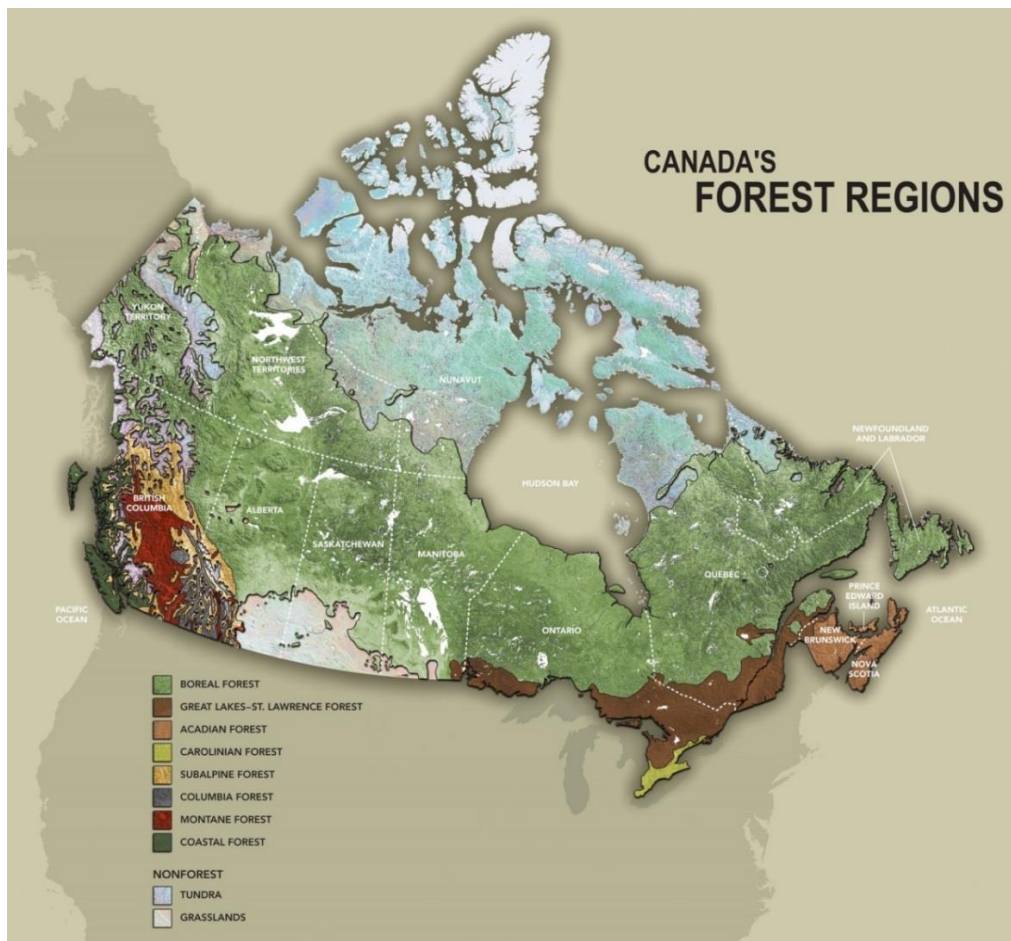 CANADA'S
FOREST REGIONS
YUKON
TERRITORY
NORTHWEST
TERRITORIES
NUNAVUT
NEWFOUNDLAND
AND LABRADOR
HUDSON BAY
BRITISH
COLUMBIA
ALBERTA
SASKATCHEWAN
MANITOBA
QUEBEC
ONTARIO
PRINCE
EDWARD
ISLAND
PACIFIC
OCEAN
ATLANTIC
OCEAN
NEW
BRUNSWICK
NOVA
SCOTIA
BOREAL FOREST
GREAT LAKES–ST. LAWRENCE FOREST
ACADIAN FOREST
CAROLINIAN FOREST
SUBALPINE FOREST
COLUMBIA FOREST
MONTANE FOREST
COASTAL FOREST
NONFOREST
TUNDRA
GRASSLANDS